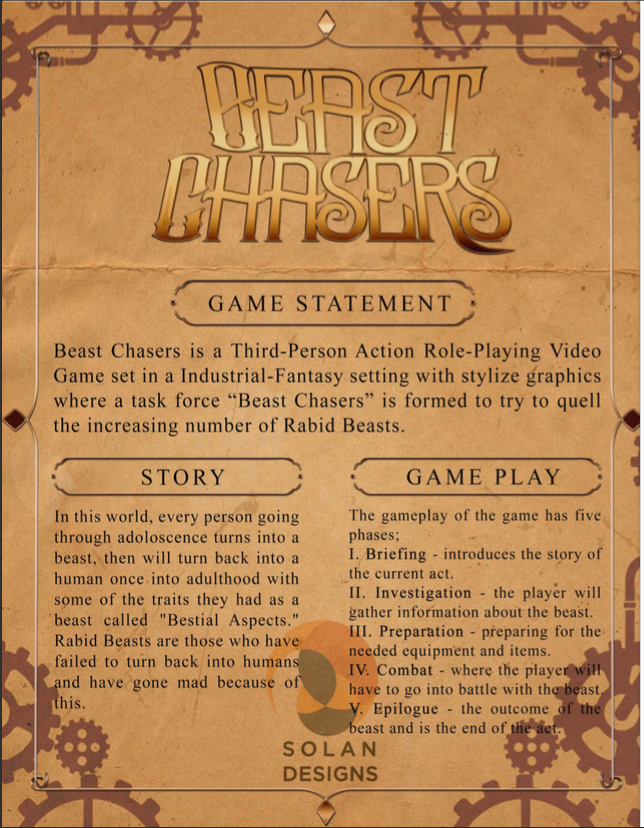 BEAST
CHASERS
GAME STATEMENT
Beast Chasers is a Third-Person Action Role-Playing Video
Game set in a Industrial-Fantasy setting with stylize graphics
where a task force “Beast Chasers” is formed to try to quell
the increasing number of Rabid Beasts.
STORY
In this world, every person going
through adoloscence turns into a
beast, then will turn back into a
human once into adulthood with
some of the traits they had as a
beast called "Bestial Aspects."
Rabid Beasts are those who have
failed to turn back into humans
and have gone mad because of
this.
GAME PLAY
The gameplay of the game has five
phases;
I. Briefing - introduces the story of
the current act.
II. Investigation - the player will
gather information about the beast.
III. Preparation - preparing for the
needed equipment and items.
IV. Combat - where the player will
have to go into battle with the beast.
V. Epilogue - the outcome of the
beast and is the end of the act.
SOLAN
DESIGNS